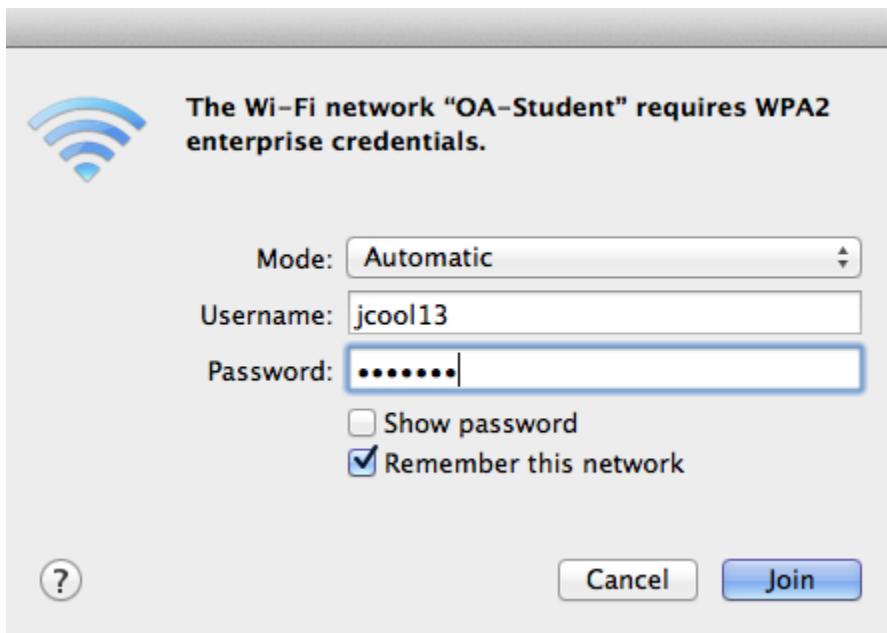 The Wi-Fi network “OA-Student” requires WPA2
enterprise credentials.
Mode: Automatic
Username: jcool13
Password: •••••••
Show password
Remember this network
? Cancel Join